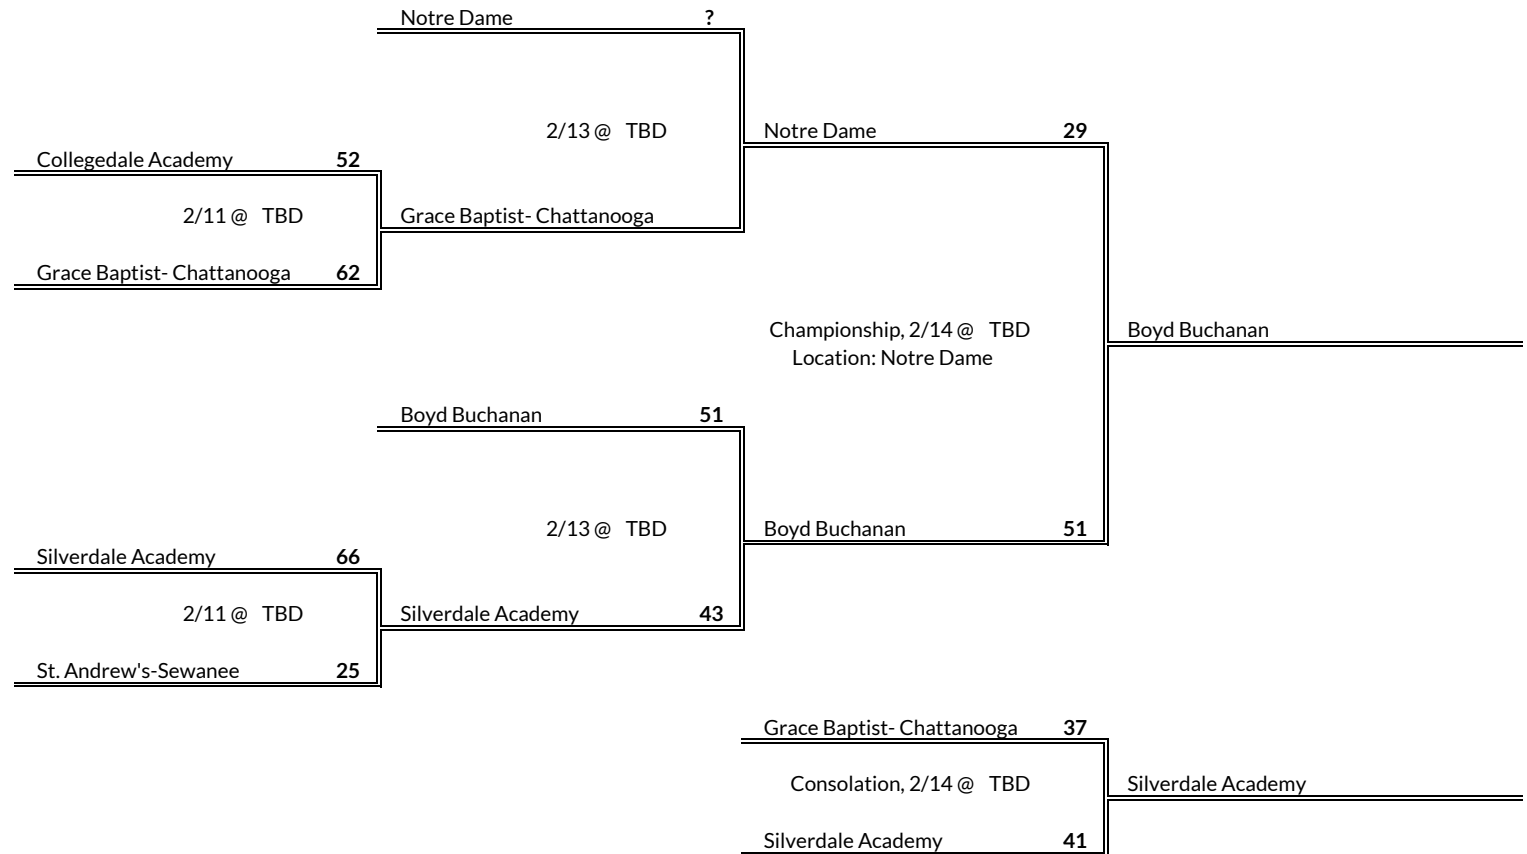 Notre Dame ?
2/13 @ TBD
Notre Dame 29
Collegedale Academy 52
2/11 @ TBD
Grace Baptist- Chattanooga
Grace Baptist- Chattanooga 62
Championship, 2/14 @ TBD
Boyd Buchanan
Location: Notre Dame
Boyd Buchanan 51
2/13 @ TBD
Boyd Buchanan 51
Silverdale Academy 66
2/11 @ TBD
Silverdale Academy 43
St. Andrew's-Sewanee 25
Grace Baptist- Chattanooga 37
Consolation, 2/14 @ TBD
Silverdale Academy
Silverdale Academy 41